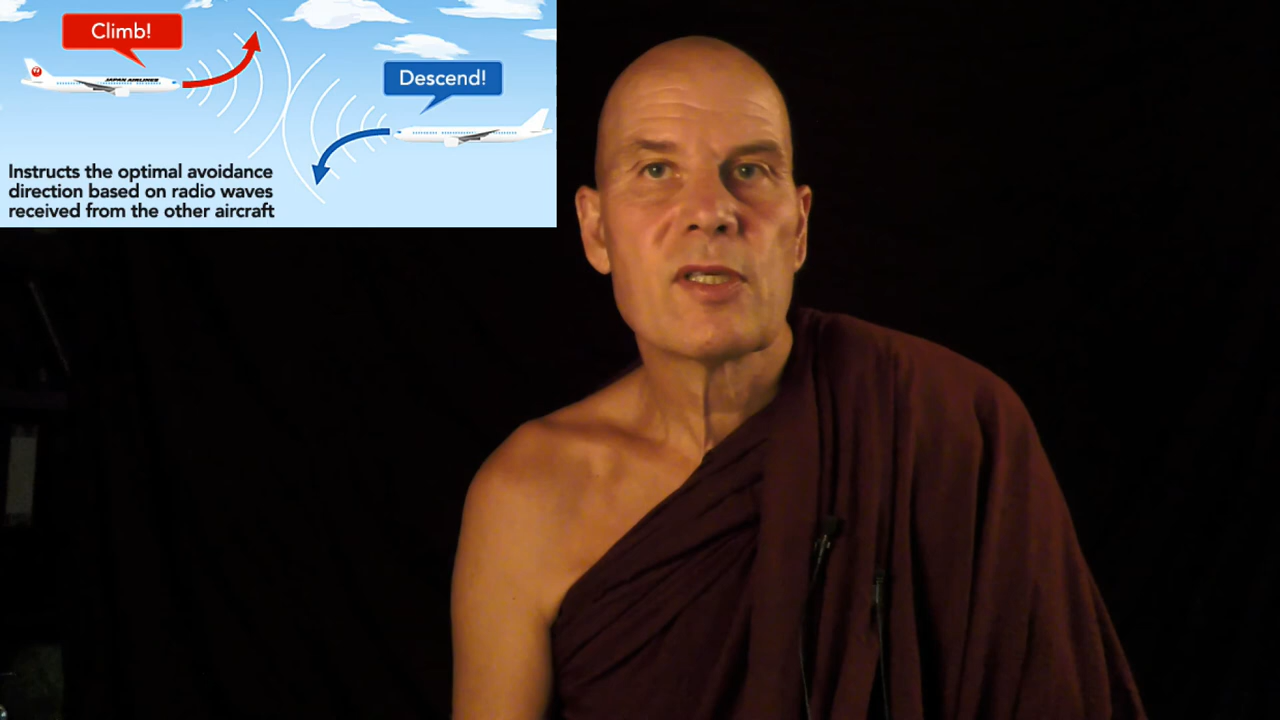 Climb!
JAPAN AIRLINES
Descend!
Instructs the optimal avoidance
direction based on radio waves
received from the other aircraft